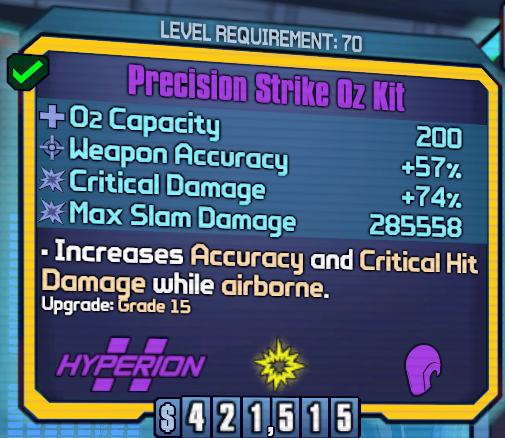 LEVEL REQUIREMENT: 70
Precision Strike Oz Kit
O2 Capacity 200
Weapon Accuracy +57%
Critical Damage +74%
Max Slam Damage 285558
• Increases Accuracy and Critical Hit
Damage while airborne.
Upgrade: Grade 15
HYPERION
$421,515